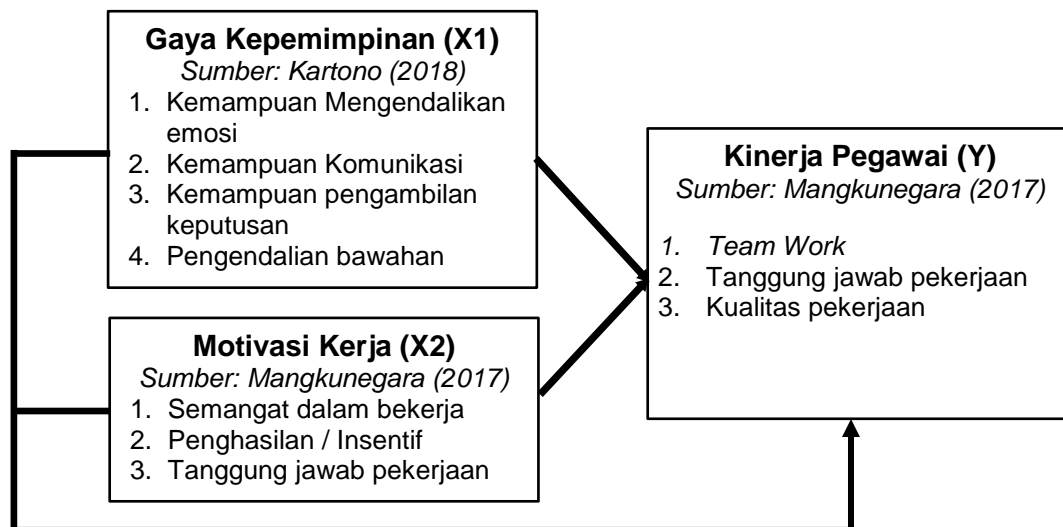 Gaya Kepemimpinan (X1)
Sumber: Kartono (2018)
1. Kemampuan Mengendalikan
emosi
2. Kemampuan Komunikasi
3. Kemampuan pengambilan
keputusan
4. Pengendalian bawahan
Motivasi Kerja (X2)
Sumber: Mangkunegara (2017)
1. Semangat dalam bekerja
2. Penghasilan / Insentif
3. Tanggung jawab pekerjaan
Kinerja Pegawai (Y)
Sumber: Mangkunegara (2017)
1. Team Work
2. Tanggung jawab pekerjaan
3. Kualitas pekerjaan